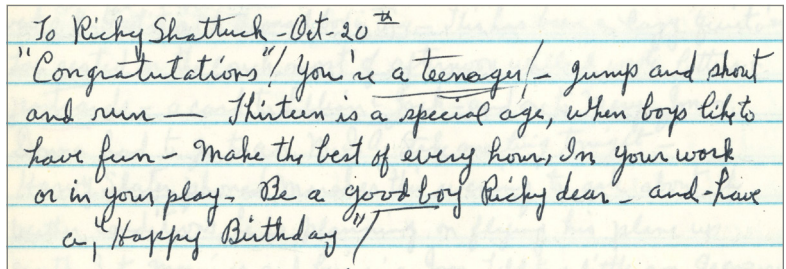 To Ricky Shattuck - Oct - 20th
"Congratutations"! You're a teenager! - Jump and shout
and run — Thirteen is a special age, when boys like to
have fun - Make the best of every hour, In your work
or in your play - Be a good boy Ricky dear - and - have
a, "Happy Birthday"!